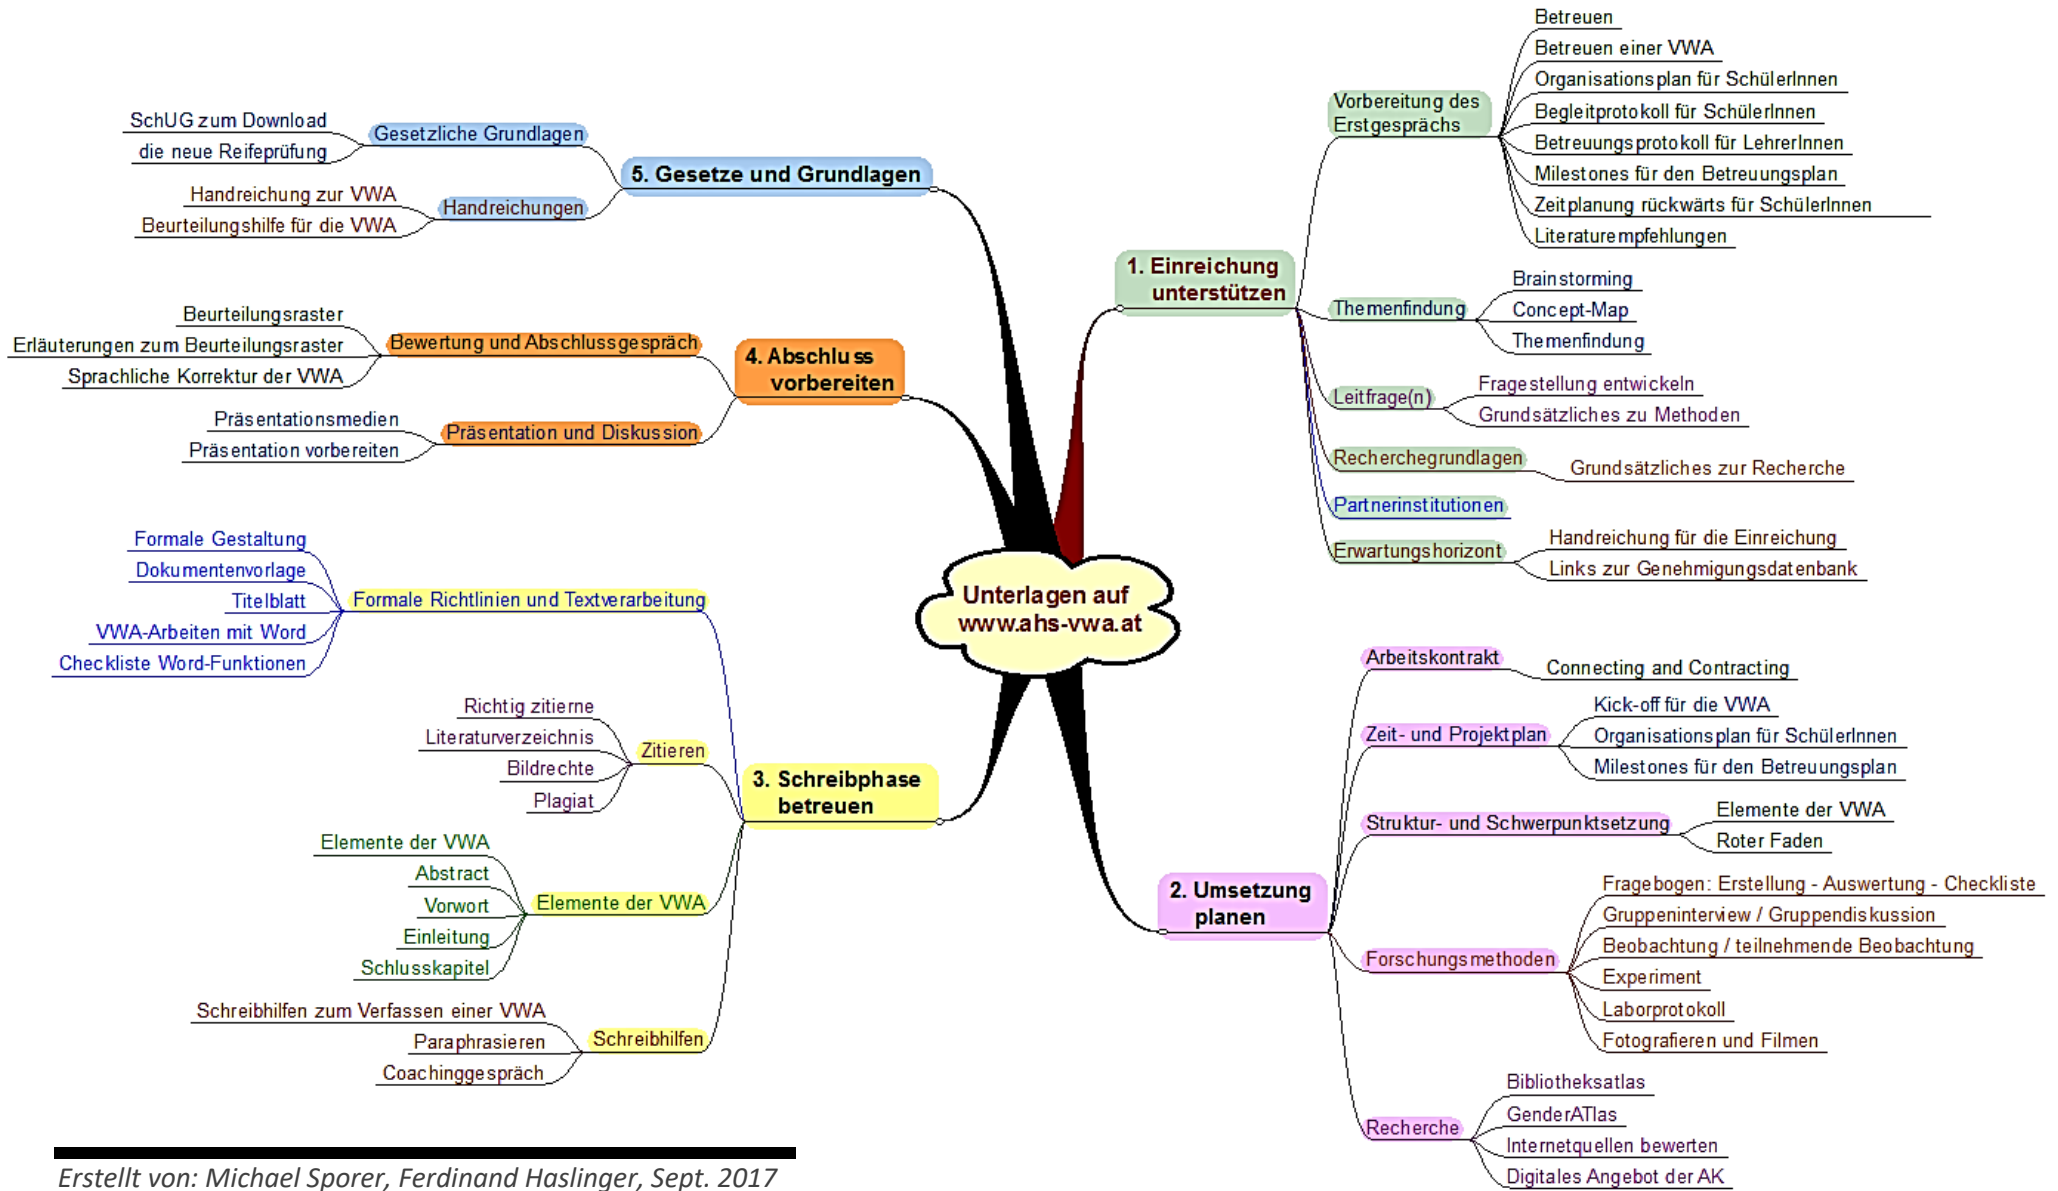 Unterlagen auf
www.ahs-vwa.at
1. Einreichung
unterstützen
Vorbereitung des
Erstgesprächs
Betreuen
Betreuen einer VWA
Organisationsplan für SchülerInnen
Begleitprotokoll für SchülerInnen
Betreuungsprotokoll für LehrerInnen
Milestones für den Betreuungsplan
Zeitplanung rückwärts für SchülerInnen
Literaturempfehlungen
Themenfindung
Brainstorming
Concept-Map
Themenfindung
Leitfrage(n)
Fragestellung entwickeln
Grundsätzliches zu Methoden
Recherchegrundlagen
Grundsätzliches zur Recherche
Partnerinstitutionen
Erwartungshorizont
Handreichung für die Einreichung
Links zur Genehmigungsdatenbank
2. Umsetzung
planen
Arbeitskontrakt
Connecting and Contracting
Zeit- und Projektplan
Kick-off für die VWA
Organisationsplan für SchülerInnen
Milestones für den Betreuungsplan
Struktur- und Schwerpunktsetzung
Elemente der VWA
Roter Faden
Forschungsmethoden
Fragebogen: Erstellung - Auswertung - Checkliste
Gruppeninterview / Gruppendiskussion
Beobachtung / teilnehmende Beobachtung
Experiment
Laborprotokoll
Fotografieren und Filmen
Recherche
Bibliotheksatlas
GenderATlas
Internetquellen bewerten
Digitales Angebot der AK
3. Schreibphase
betreuen
Formale Richtlinien und Textverarbeitung
Formale Gestaltung
Dokumentenvorlage
Titelblatt
VWA-Arbeiten mit Word
Checkliste Word-Funktionen
Zitieren
Richtig zitierne
Literaturverzeichnis
Bildrechte
Plagiat
Elemente der VWA
Elemente der VWA
Abstract
Vorwort
Einleitung
Schlusskapitel
Schreibhilfen
Schreibhilfen zum Verfassen einer VWA
Paraphrasieren
Coachinggespräch
4. Abschluss
vorbereiten
Bewertung und Abschlussgespräch
Beurteilungsraster
Erläuterungen zum Beurteilungsraster
Sprachliche Korrektur der VWA
Präsentation und Diskussion
Präsentationsmedien
Präsentation vorbereiten
5. Gesetze und Grundlagen
Gesetzliche Grundlagen
SchUG zum Download
die neue Reifeprüfung
Handreichungen
Handreichung zur VWA
Beurteilungshilfe für die VWA
Erstellt von: Michael Sporer, Ferdinand Haslinger, Sept. 2017